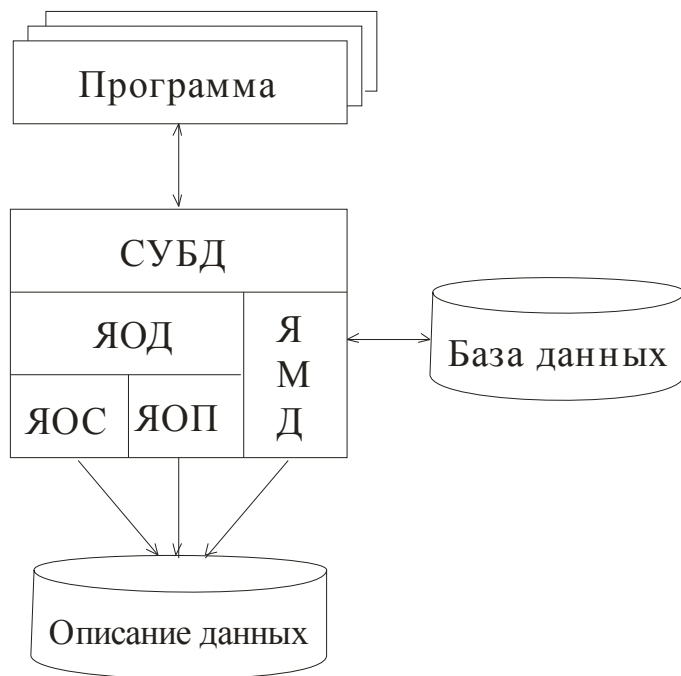 Программа
СУБД
ЯОД
Я
М
Д
ЯОС
ЯОП
База данных
Описание данных